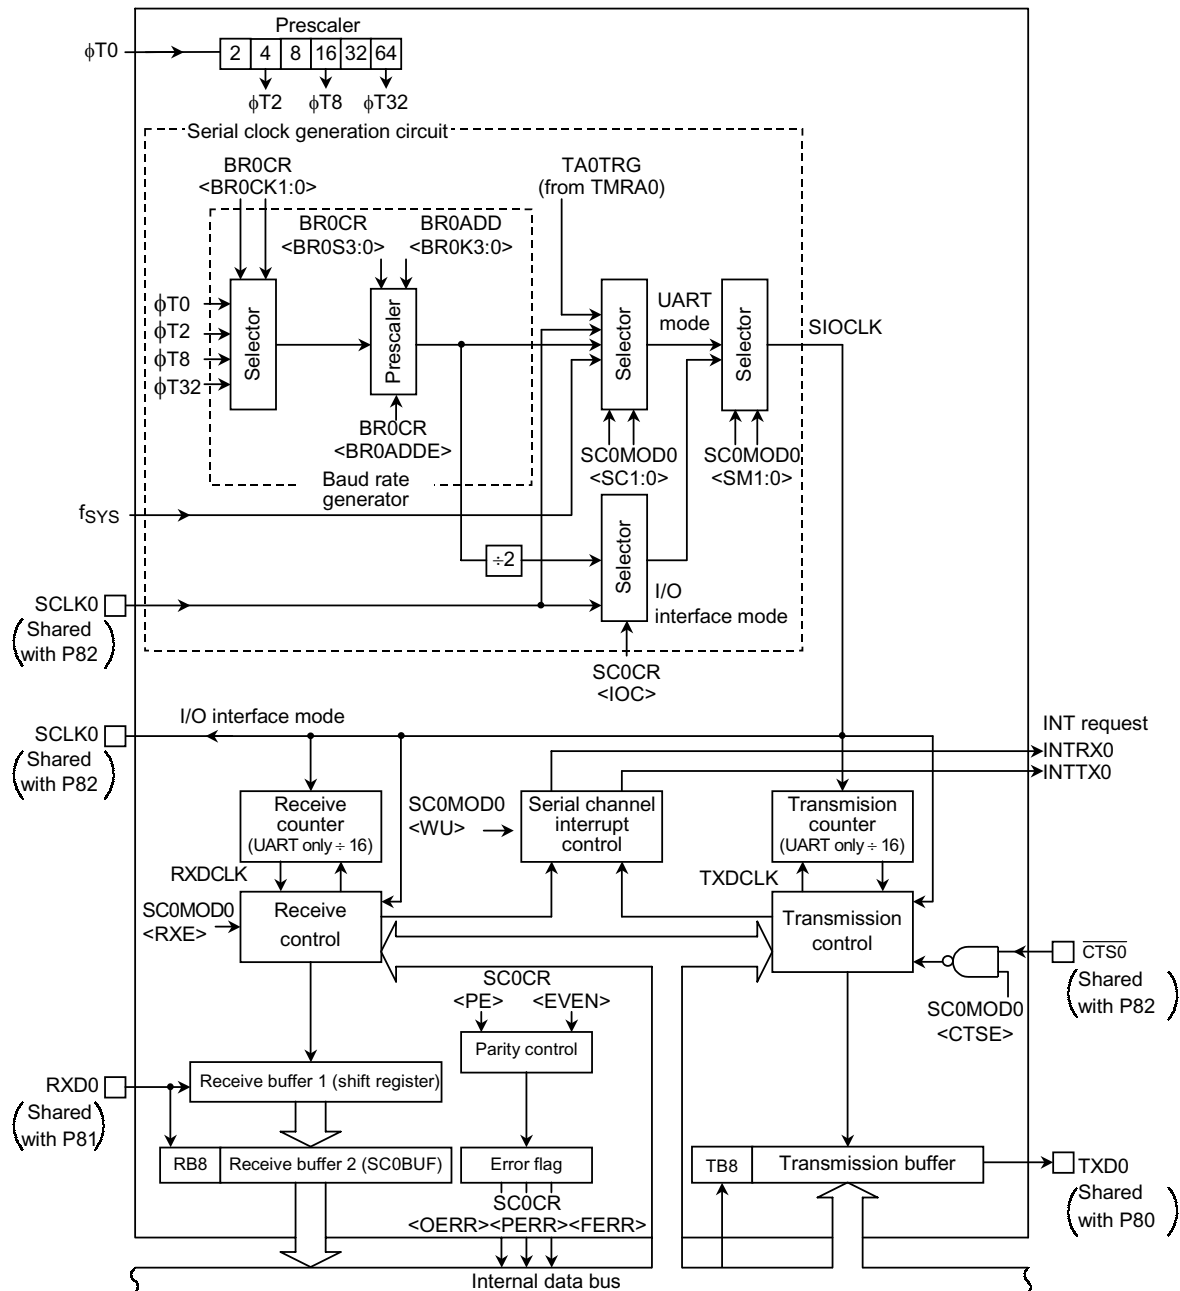 Prescaler
ϕT0
2 4 8 16 32 64
ϕT2 ϕT8 ϕT32
Serial clock generation circuit
BR0CR
<BR0CK1:0>
TA0TRG
(from TMRA0)
BR0CR
<BR0S3:0>
BR0ADD
<BR0K3:0>
ϕT0
ϕT2
ϕT8
ϕT32
Selector
Prescaler
Selector
UART
mode
Selector
SIOCLK
BR0CR
<BR0ADDE>
SC0MOD0
<SC1:0>
SC0MOD0
<SM1:0>
Baud rate
generator
fSYS
÷2
Selector
I/O
interface mode
SCLK0
(Shared
with P82)
SC0CR
<IOC>
I/O interface mode
SCLK0
(Shared
with P82)
INT request
INTRX0
INTTX0
Receive
counter
(UART only ÷ 16)
SC0MOD0
<WU>
Serial channel
interrupt
control
Transmision
counter
(UART only ÷ 16)
RXDCLK
TXDCLK
SC0MOD0
<RXE>
Receive
control
Transmission
control
CTS0
(Shared
with P82)
SC0MOD0
<CTSE>
SC0CR
<PE> <EVEN>
Parity control
RXD0
(Shared
with P81)
Receive buffer 1 (shift register)
RB8
Receive buffer 2 (SC0BUF)
Error flag
TB8
Transmission buffer
TXD0
(Shared
with P80)
SC0CR
<OERR><PERR><FERR>
Internal data bus